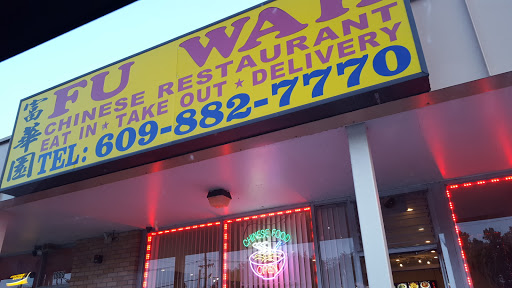 富華園
FU WAH
CHINESE RESTAURANT
EAT IN★TAKE OUT★DELIVERY
TEL: 609-882-7770
CHINESE FOOD